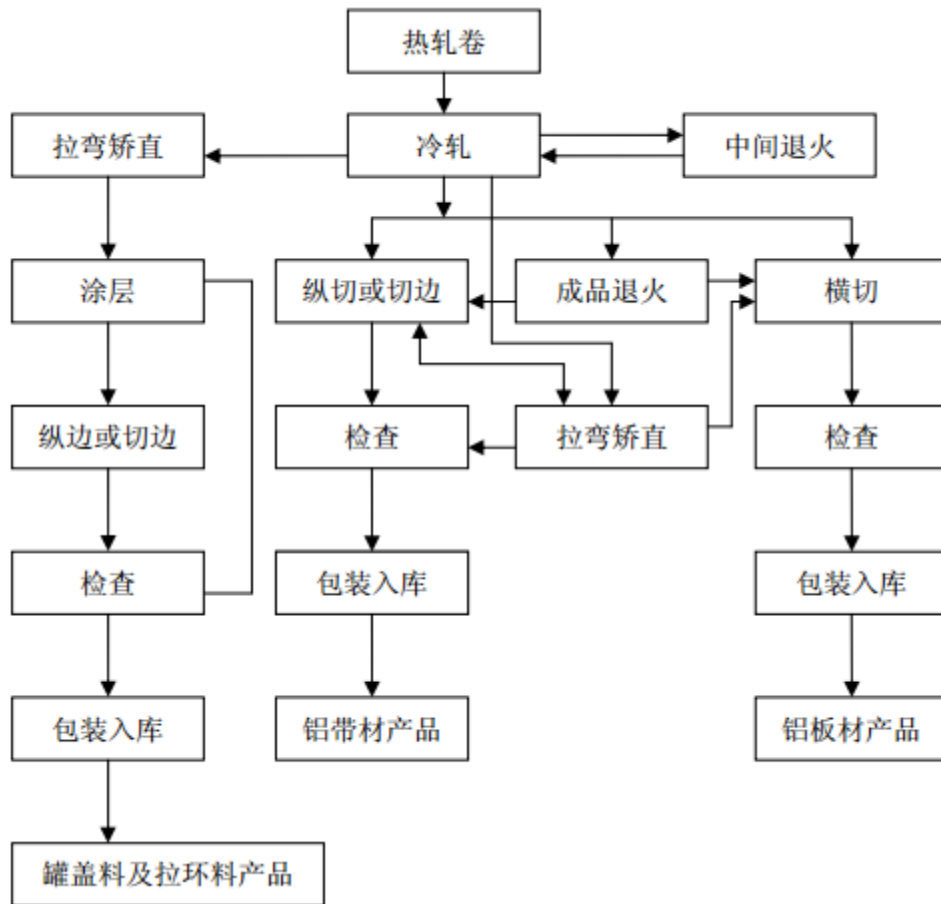 热轧卷
拉弯矫直
冷轧
中间退火
涂层
纵切或切边
成品退火
横切
纵边或切边
检查
拉弯矫直
检查
检查
包装入库
包装入库
包装入库
铝带材产品
铝板材产品
罐盖料及拉环料产品